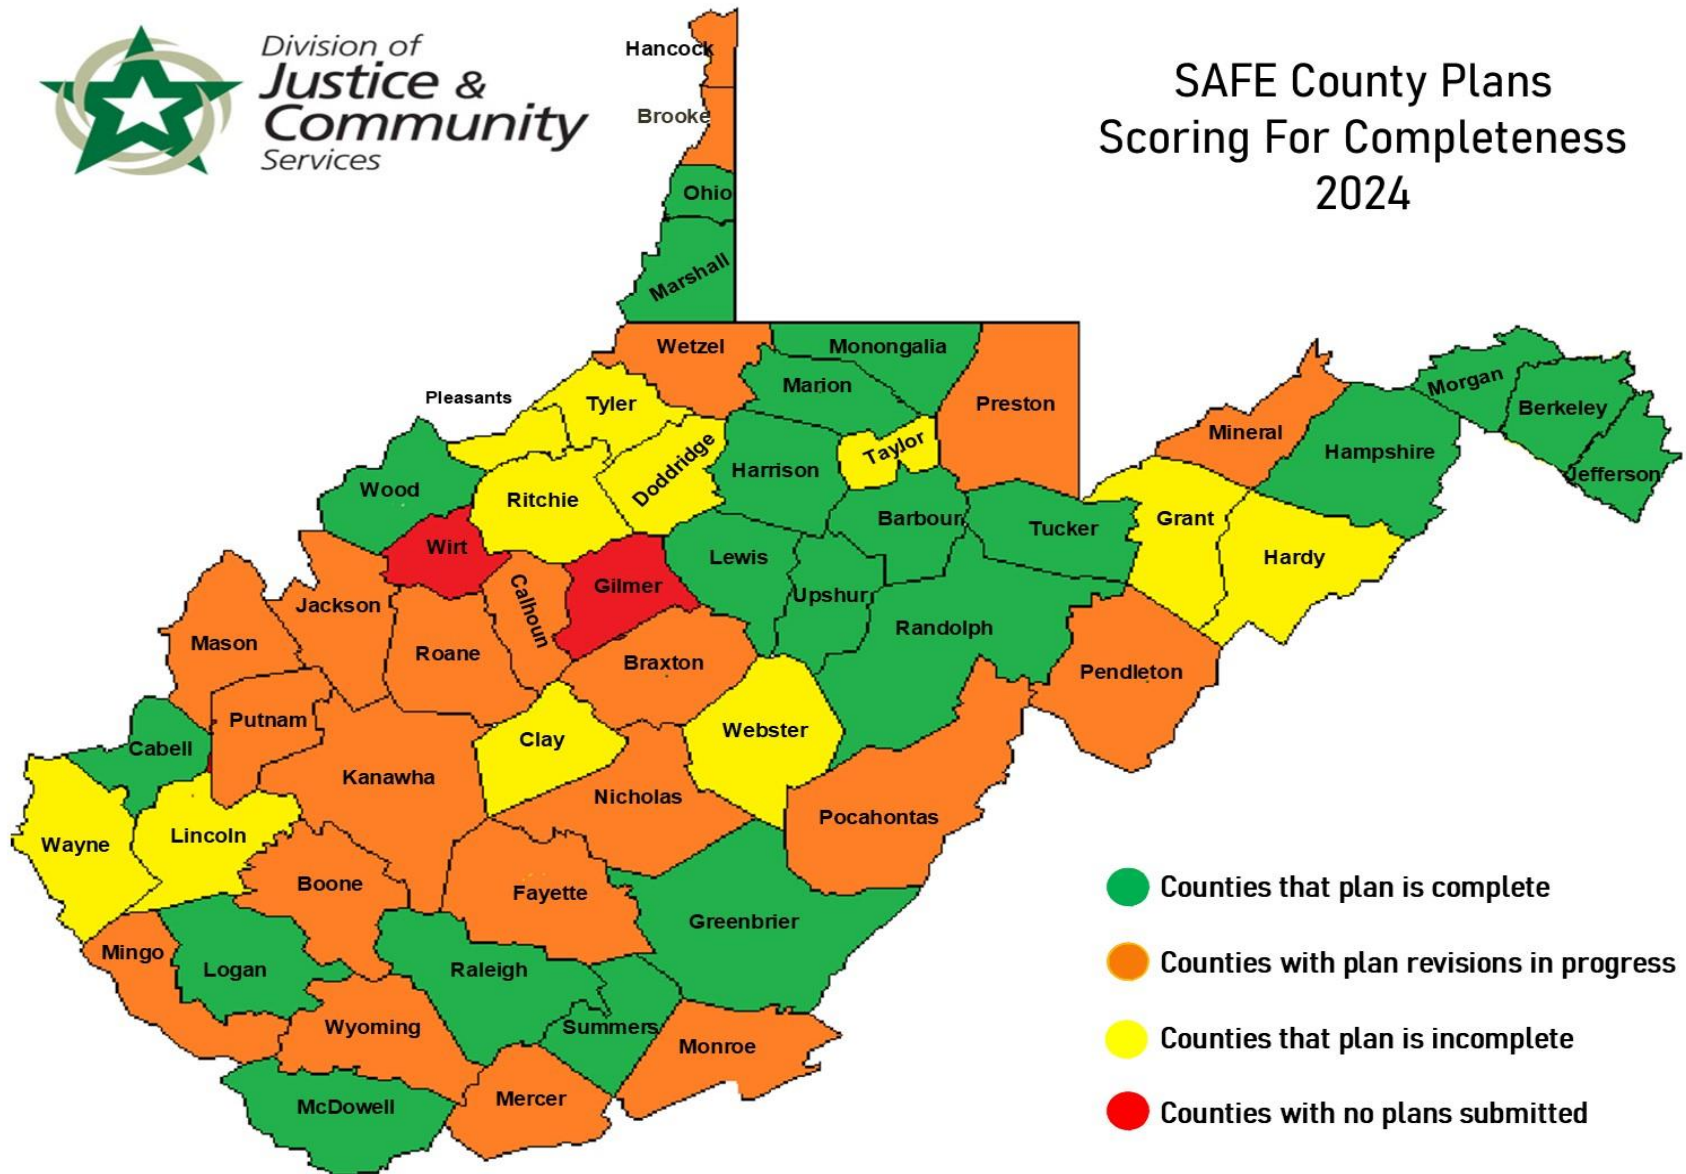 Division of
Justice &
Community
Services
SAFE County Plans
Scoring For Completeness
2024
Hancock
Brooke
Ohio
Marshall
Wetzel
Monongalia
Marion
Preston
Pleasants
Tyler
Doddridge
Harrison
Taylor
Mineral
Hampshire
Morgan
Berkeley
Jefferson
Wood
Ritchie
Wirt
Gilmer
Lewis
Barbour
Tucker
Grant
Hardy
Calhoun
Upshur
Jackson
Randolph
Mason
Roane
Braxton
Pendleton
Putnam
Cabell
Clay
Webster
Kanawha
Nicholas
Pocahontas
Wayne
Lincoln
Boone
Fayette
Greenbrier
Mingo
Logan
Raleigh
Wyoming
Summers
Monroe
McDowell
Mercer
Counties that plan is complete
Counties with plan revisions in progress
Counties that plan is incomplete
Counties with no plans submitted